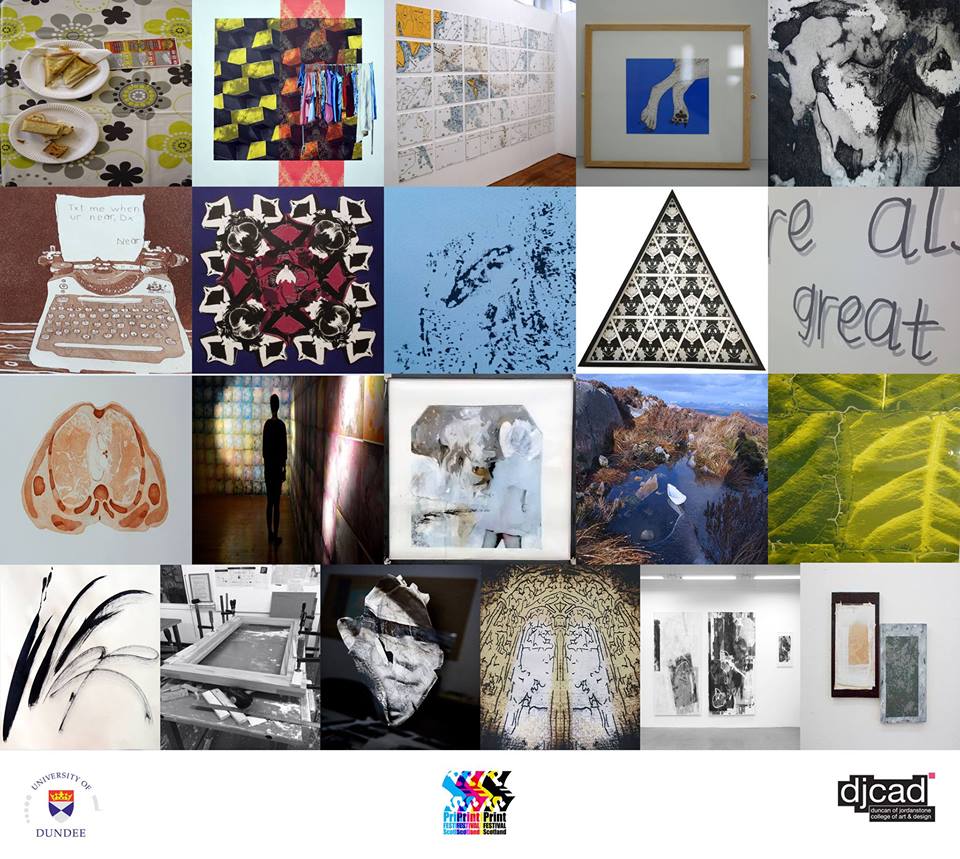 Txt me when
ur near, Dx
Near
re als
great
UNIVERSITY OF
DUNDEE
Print
FESTIVAL
Scotland
djcad
duncan of jordanstone
college of art & design